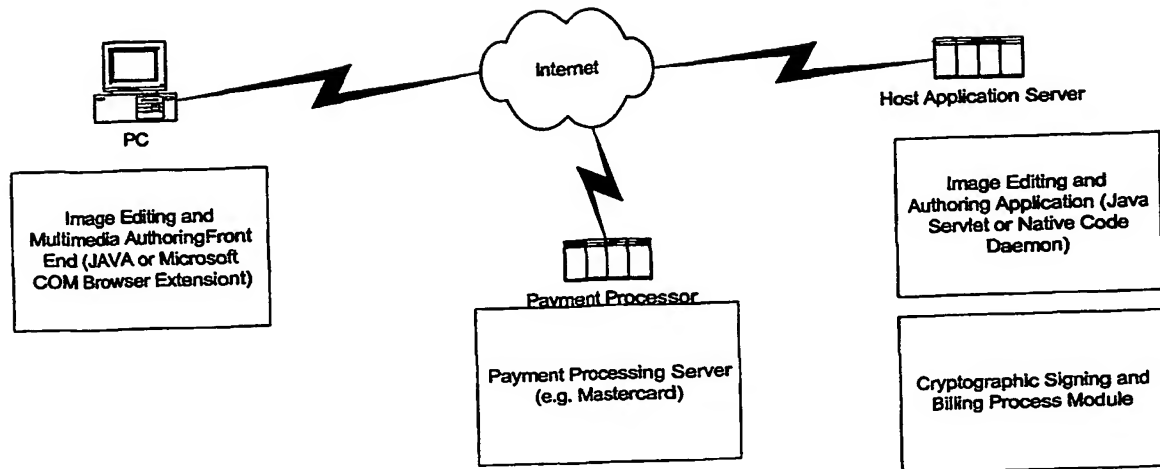 Internet
PC
Host Application Server
Image Editing and
Multimedia AuthoringFront
End (JAVA or Microsoft
COM Browser Extensiont)
Payment Processor
Payment Processing Server
(e.g. Mastercard)
Image Editing and
Authoring Application (Java
Servlet or Native Code
Daemon)
Cryptographic Signing and
Billing Process Module